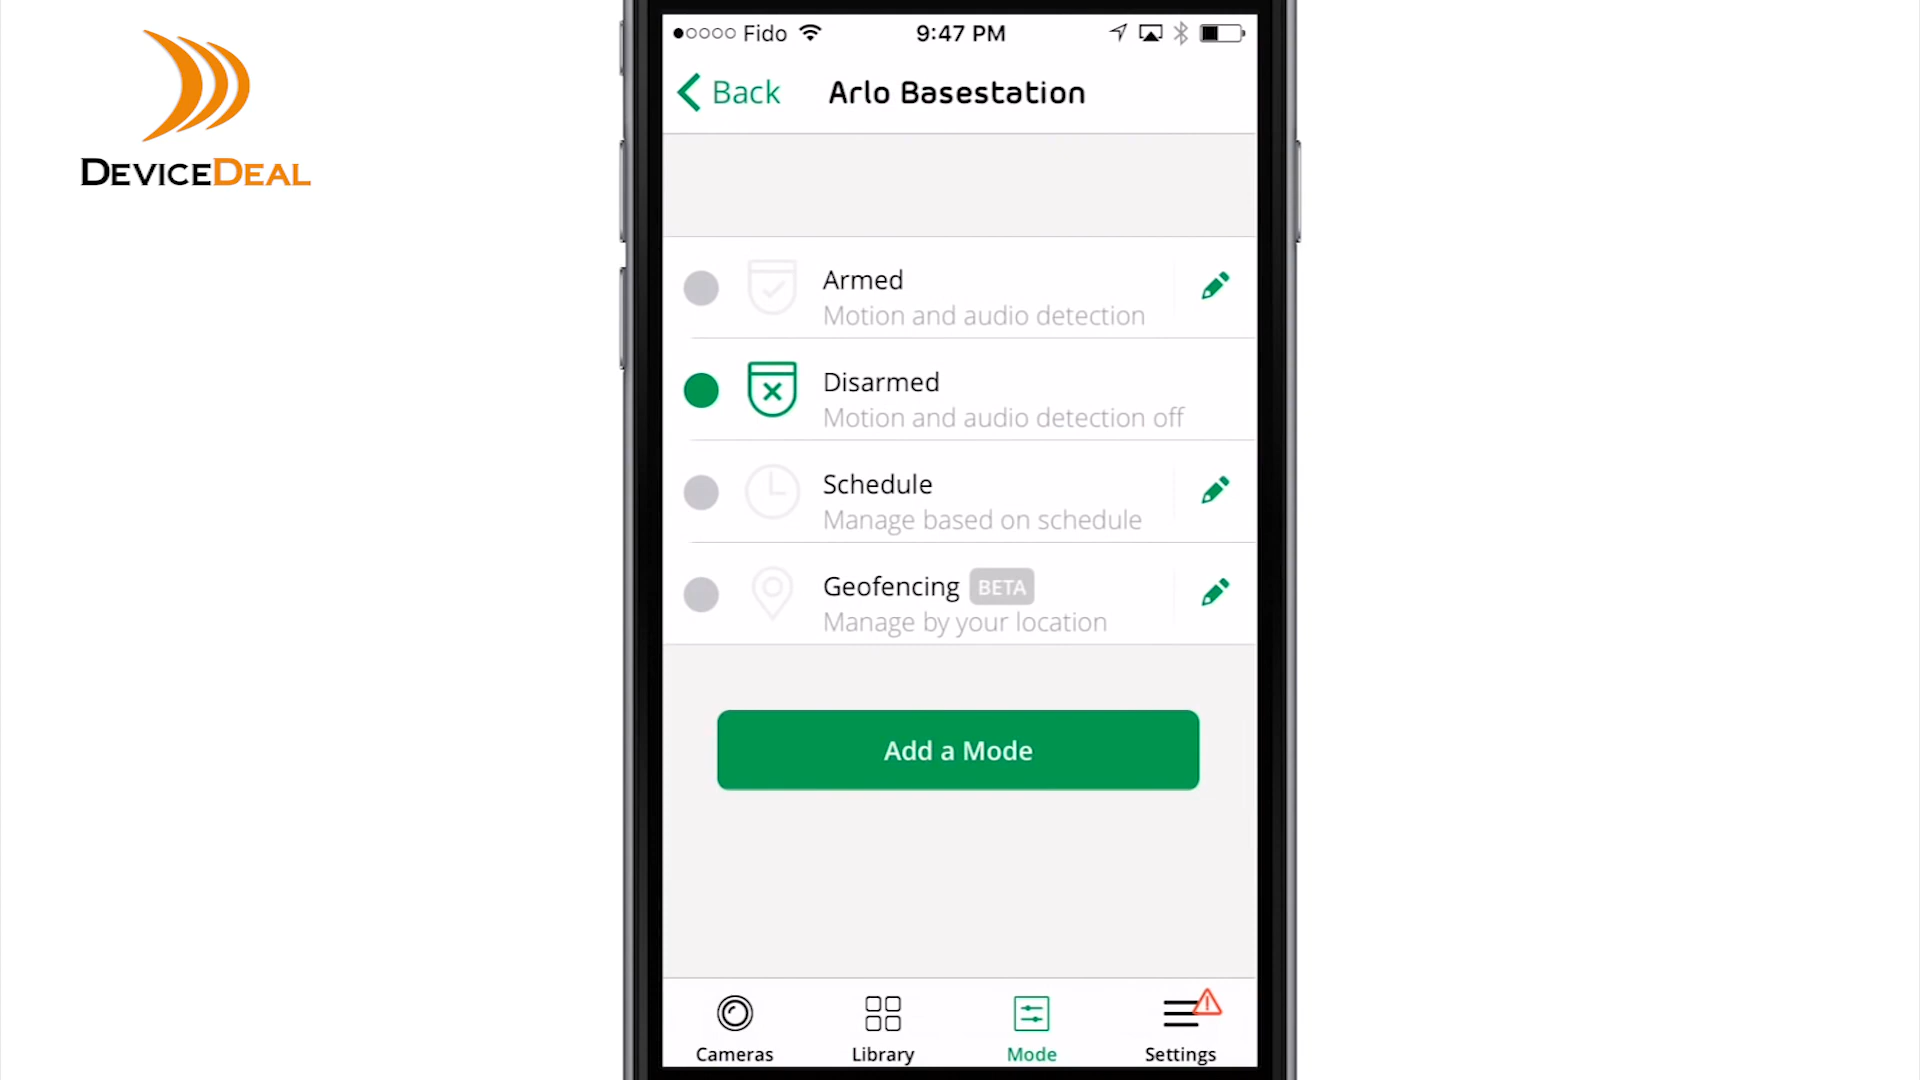 DEVICEDEAL
Fido 9:47 PM
Back Arlo Basestation
Armed
Motion and audio detection
Disarmed
Motion and audio detection off
Schedule
Manage based on schedule
Geofencing BETA
Manage by your location
Add a Mode
Cameras Library Mode Settings